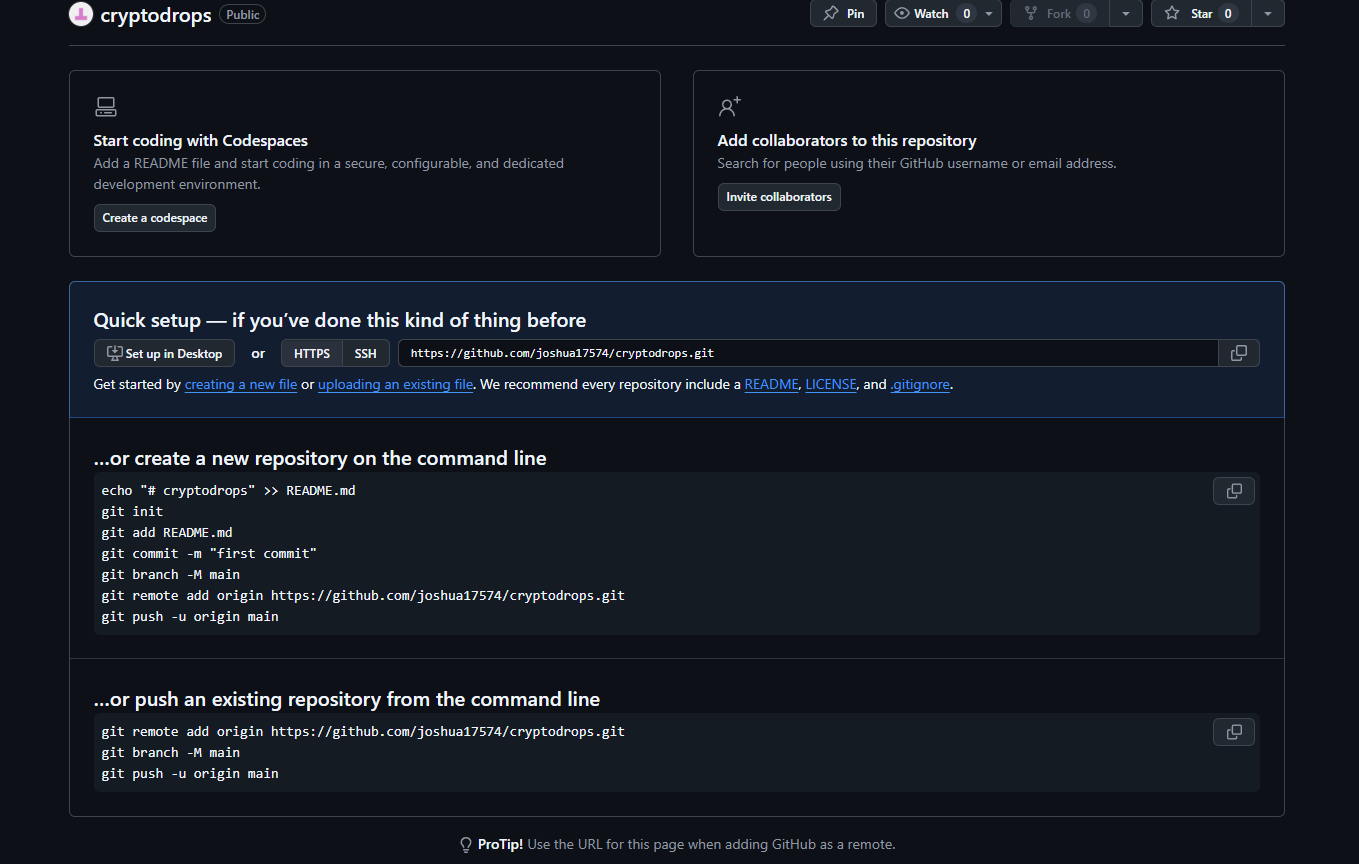 cryptodrops Public Pin Watch 0 Fork 0 Star 0
Start coding with Codespaces
Add a README file and start coding in a secure, configurable, and dedicated
development environment.
Create a codespace
Add collaborators to this repository
Search for people using their GitHub username or email address.
Invite collaborators
Quick setup — if you’ve done this kind of thing before
Set up in Desktop or HTTPS SSH https://github.com/joshua17574/cryptodrops.git
Get started by creating a new file or uploading an existing file. We recommend every repository include a README, LICENSE, and .gitignore.
…or create a new repository on the command line
echo "# cryptodrops" >> README.md
git init
git add README.md
git commit -m "first commit"
git branch -M main
git remote add origin https://github.com/joshua17574/cryptodrops.git
git push -u origin main
…or push an existing repository from the command line
git remote add origin https://github.com/joshua17574/cryptodrops.git
git branch -M main
git push -u origin main
ProTip! Use the URL for this page when adding GitHub as a remote.